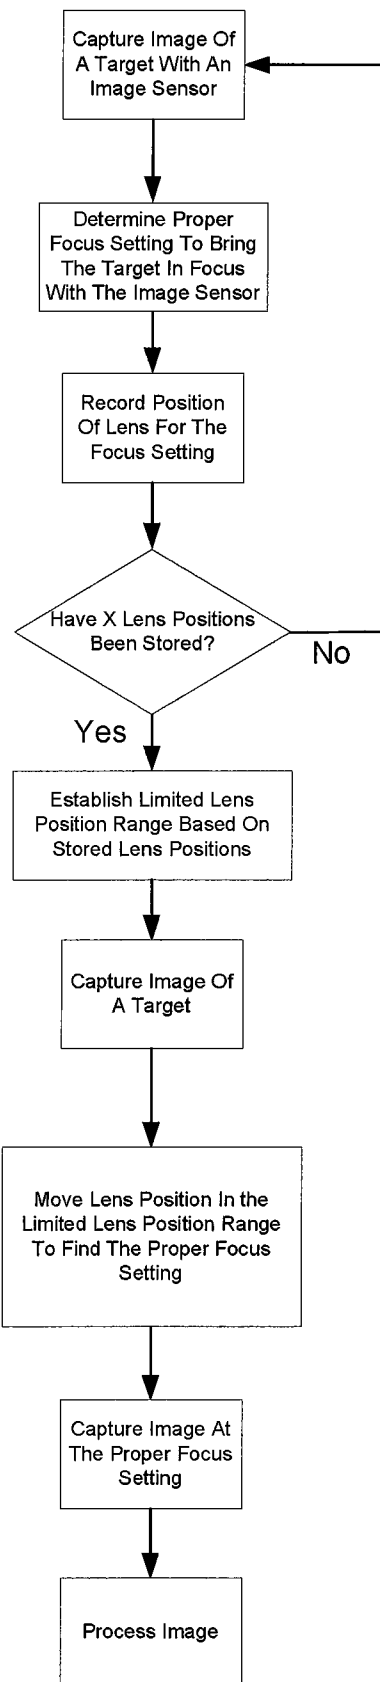 Capture Image Of
A Target With An
Image Sensor
Determine Proper
Focus Setting To Bring
The Target In Focus
With The Image Sensor
Record Position
Of Lens For The
Focus Setting
Have X Lens Positions
Been Stored?
No
Yes
Establish Limited Lens
Position Range Based On
Stored Lens Positions
Capture Image Of
A Target
Move Lens Position In the
Limited Lens Position Range
To Find The Proper Focus
Setting
Capture Image At
The Proper Focus
Setting
Process Image